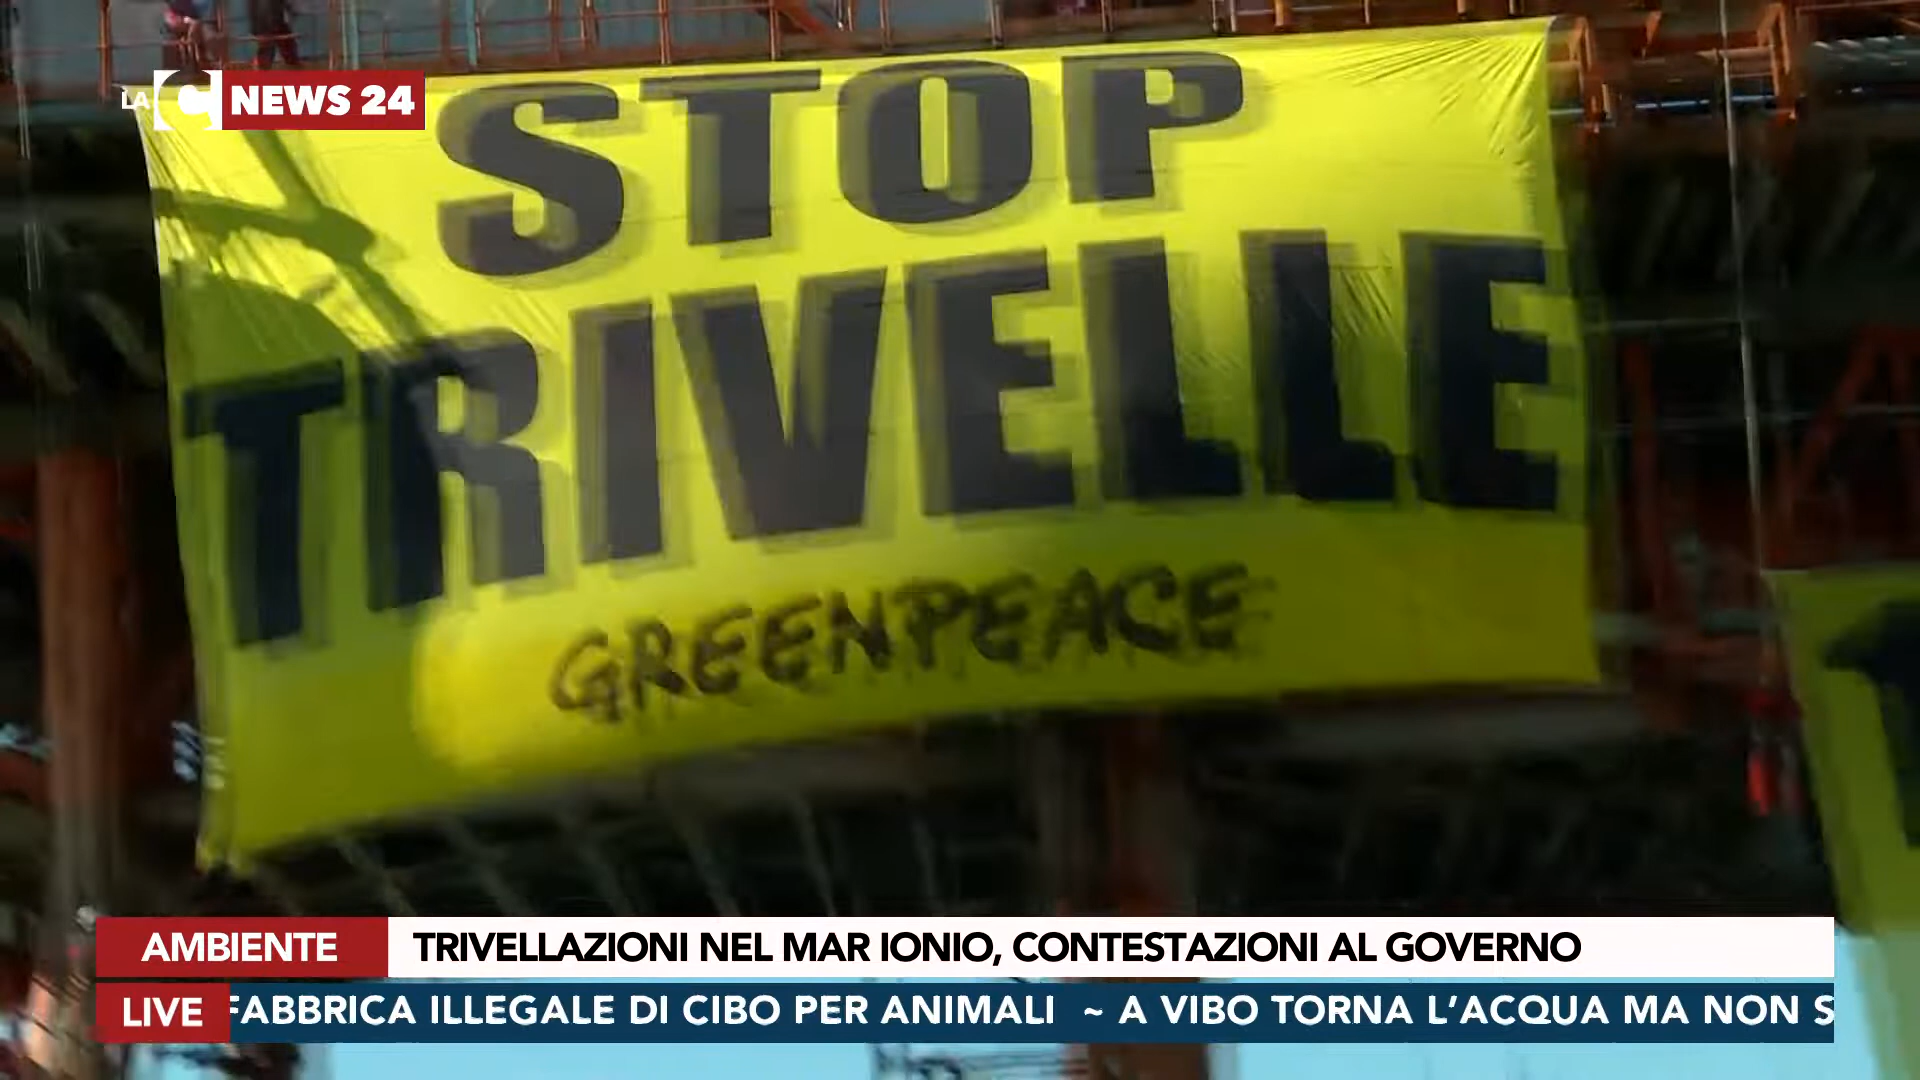 LA C NEWS 24
STOP
TRIVELLE
GREENPEACE
AMBIENTE TRIVELLAZIONI NEL MAR IONIO, CONTESTAZIONI AL GOVERNO
LIVE FABBRICA ILLEGALE DI CIBO PER ANIMALI ~ A VIBO TORNA L'ACQUA MA NON S